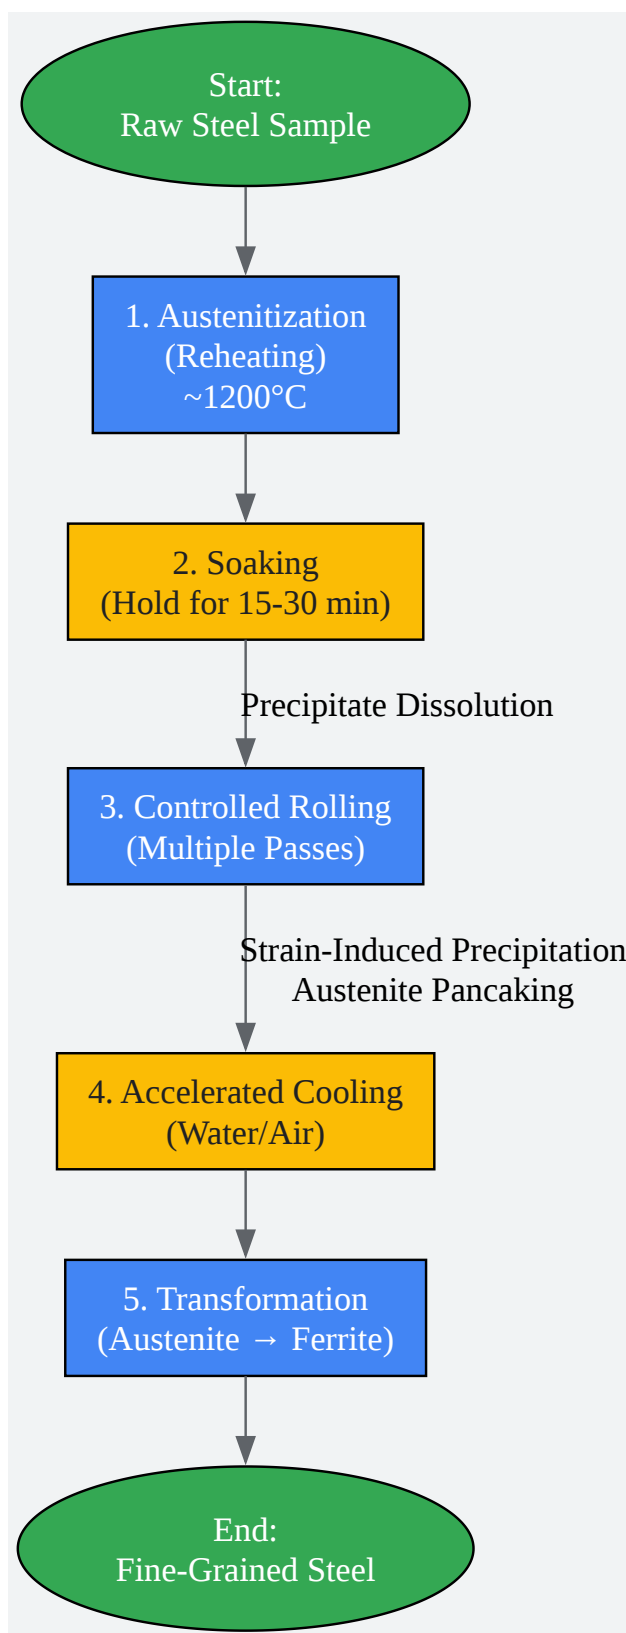 Start:
Raw Steel Sample
1. Austenitization
(Reheating)
~1200°C
2. Soaking
(Hold for 15-30 min)
Precipitate Dissolution
3. Controlled Rolling
(Multiple Passes)
Strain-Induced Precipitation
Austenite Pancaking
4. Accelerated Cooling
(Water/Air)
5. Transformation
(Austenite → Ferrite)
End:
Fine-Grained Steel